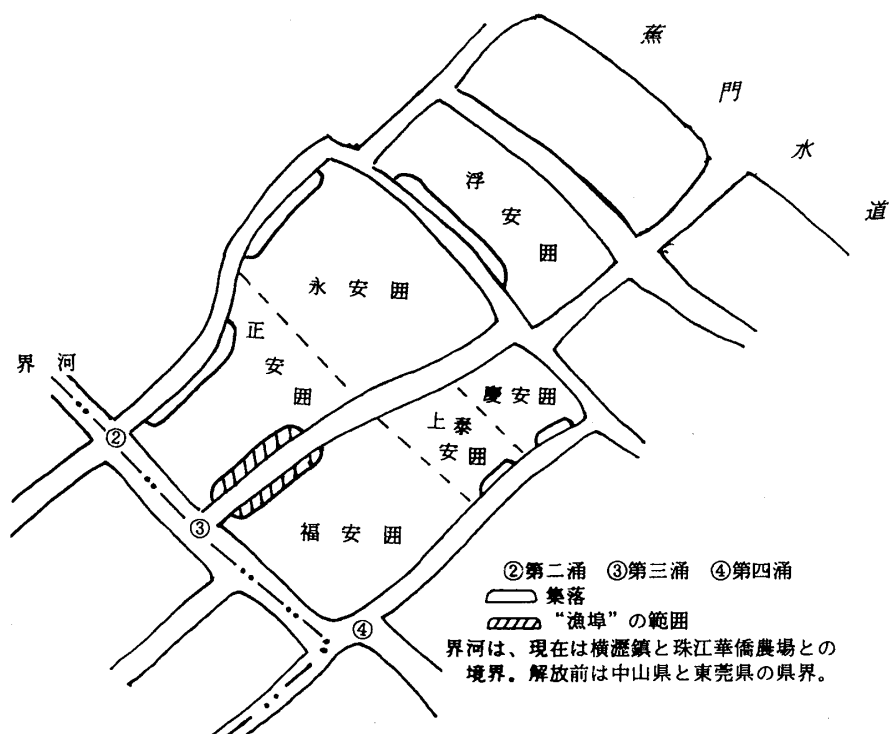 蕉門水道
浮安囲
永安囲
正安囲
界河
慶安囲
上泰安囲
福安囲
②
③
④
②第二涌 ③第三涌 ④第四涌
集落
“漁埠”の範囲
界河は、現在は横瀝鎮と珠江華僑農場との
境界。解放前は中山県と東莞県の県界。